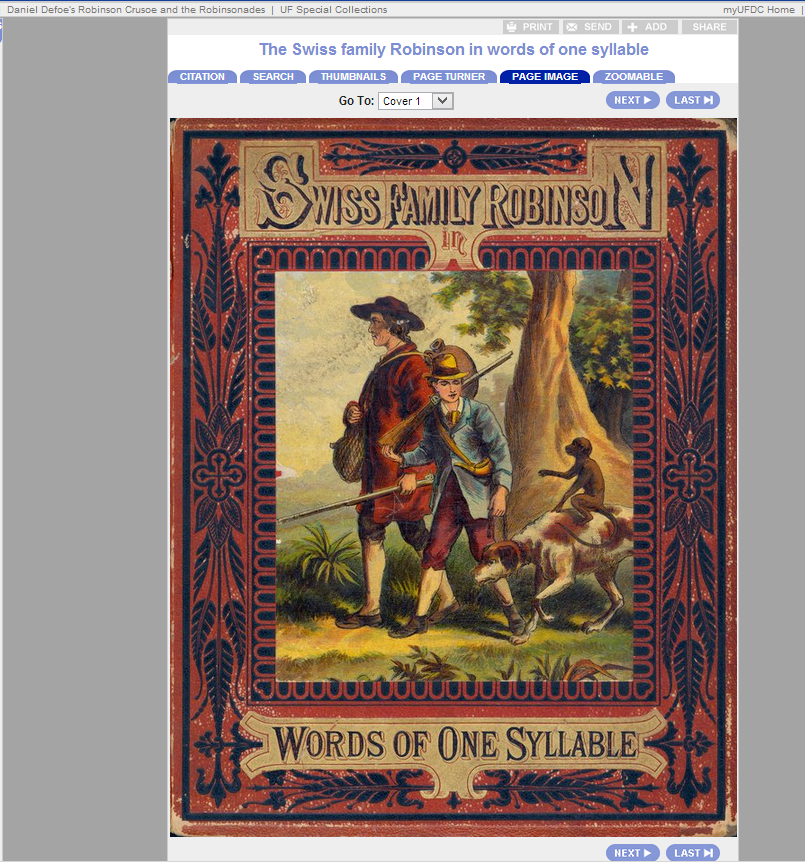 Daniel Defoe's Robinson Crusoe and the Robinsonades | UF Special Collections
myUFDC Home |
PRINT SEND ADD SHARE
The Swiss family Robinson in words of one syllable
CITATION SEARCH THUMBNAILS PAGE TURNER PAGE IMAGE ZOOMABLE
Go To: Cover 1 NEXT LAST
SWISS FAMILY ROBINSON
in
WORDS OF ONE SYLLABLE
NEXT LAST